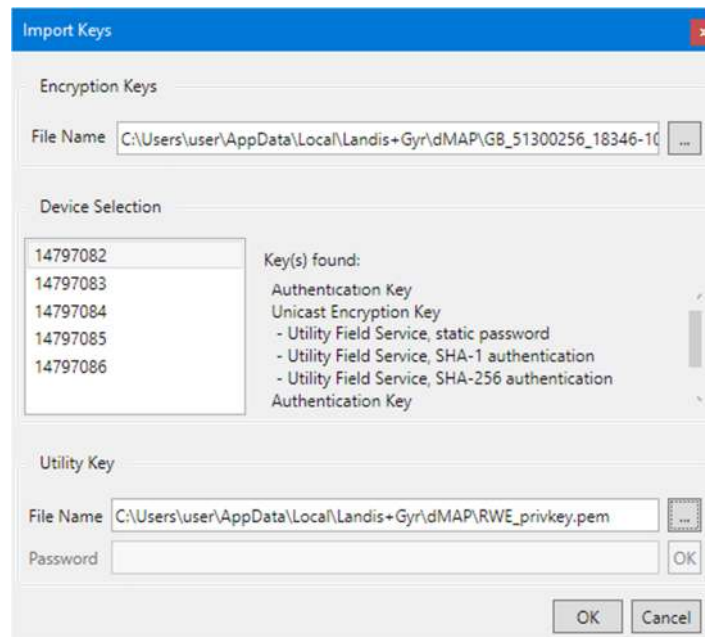 Import Keys
Encryption Keys
File Name C:\Users\user\AppData\Local\Landis+Gyr\dMAP\GB_51300256_18346-10 ...
Device Selection
14797082
14797083
14797084
14797085
14797086
Key(s) found:
Authentication Key
Unicast Encryption Key
- Utility Field Service, static password
- Utility Field Service, SHA-1 authentication
- Utility Field Service, SHA-256 authentication
Authentication Key
Utility Key
File Name C:\Users\user\AppData\Local\Landis+Gyr\dMAP\RWE_privkey.pem ...
Password OK
OK Cancel